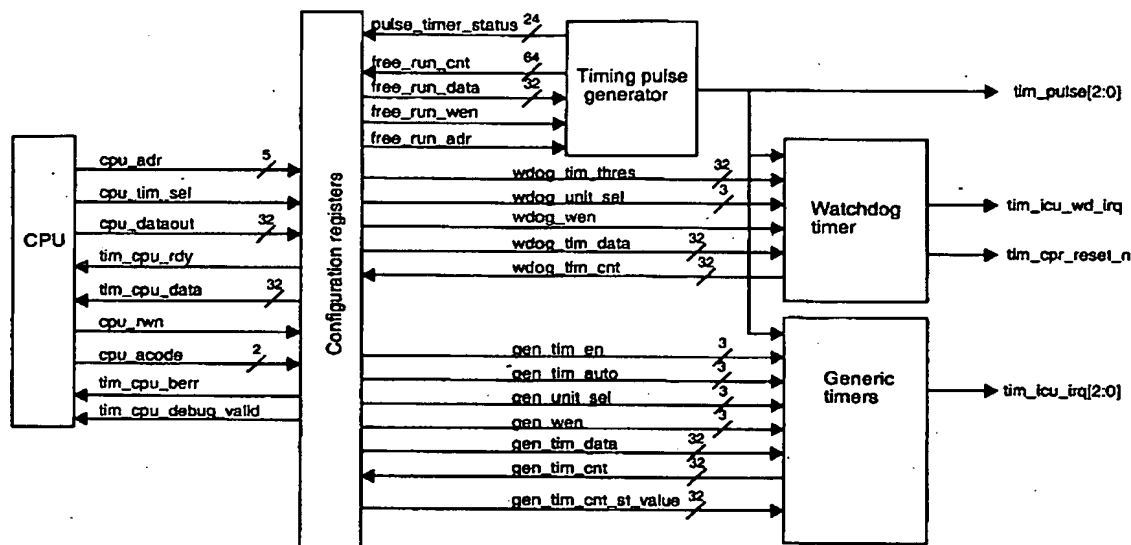 CPU
cpu_adr
5
cpu_tim_sel
cpu_dataout
32
tim_cpu_rdy
tim_cpu_data
32
cpu_rwn
cpu_acode
2
tim_cpu_berr
tim_cpu_debug_valid
Configuration registers
pulse_timer_status
24
free_run_cnt
64
free_run_data
32
free_run_wen
free_run_adr
Timing pulse
generator
tim_pulse[2:0]
wdog_tim_thres
32
wdog_unit_sel
3
wdog_wen
wdog_tim_data
32
wdog_tim_cnt
32
Watchdog
timer
tim_icu_wd_irq
tim_cpr_reset_n
gen_tim_en
3
gen_tim_auto
3
gen_unit_sel
3
gen_wen
3
gen_tim_data
32
gen_tim_cnt
32
gen_tim_cnt_st_value
32
Generic
timers
tim_icu_irq[2:0]